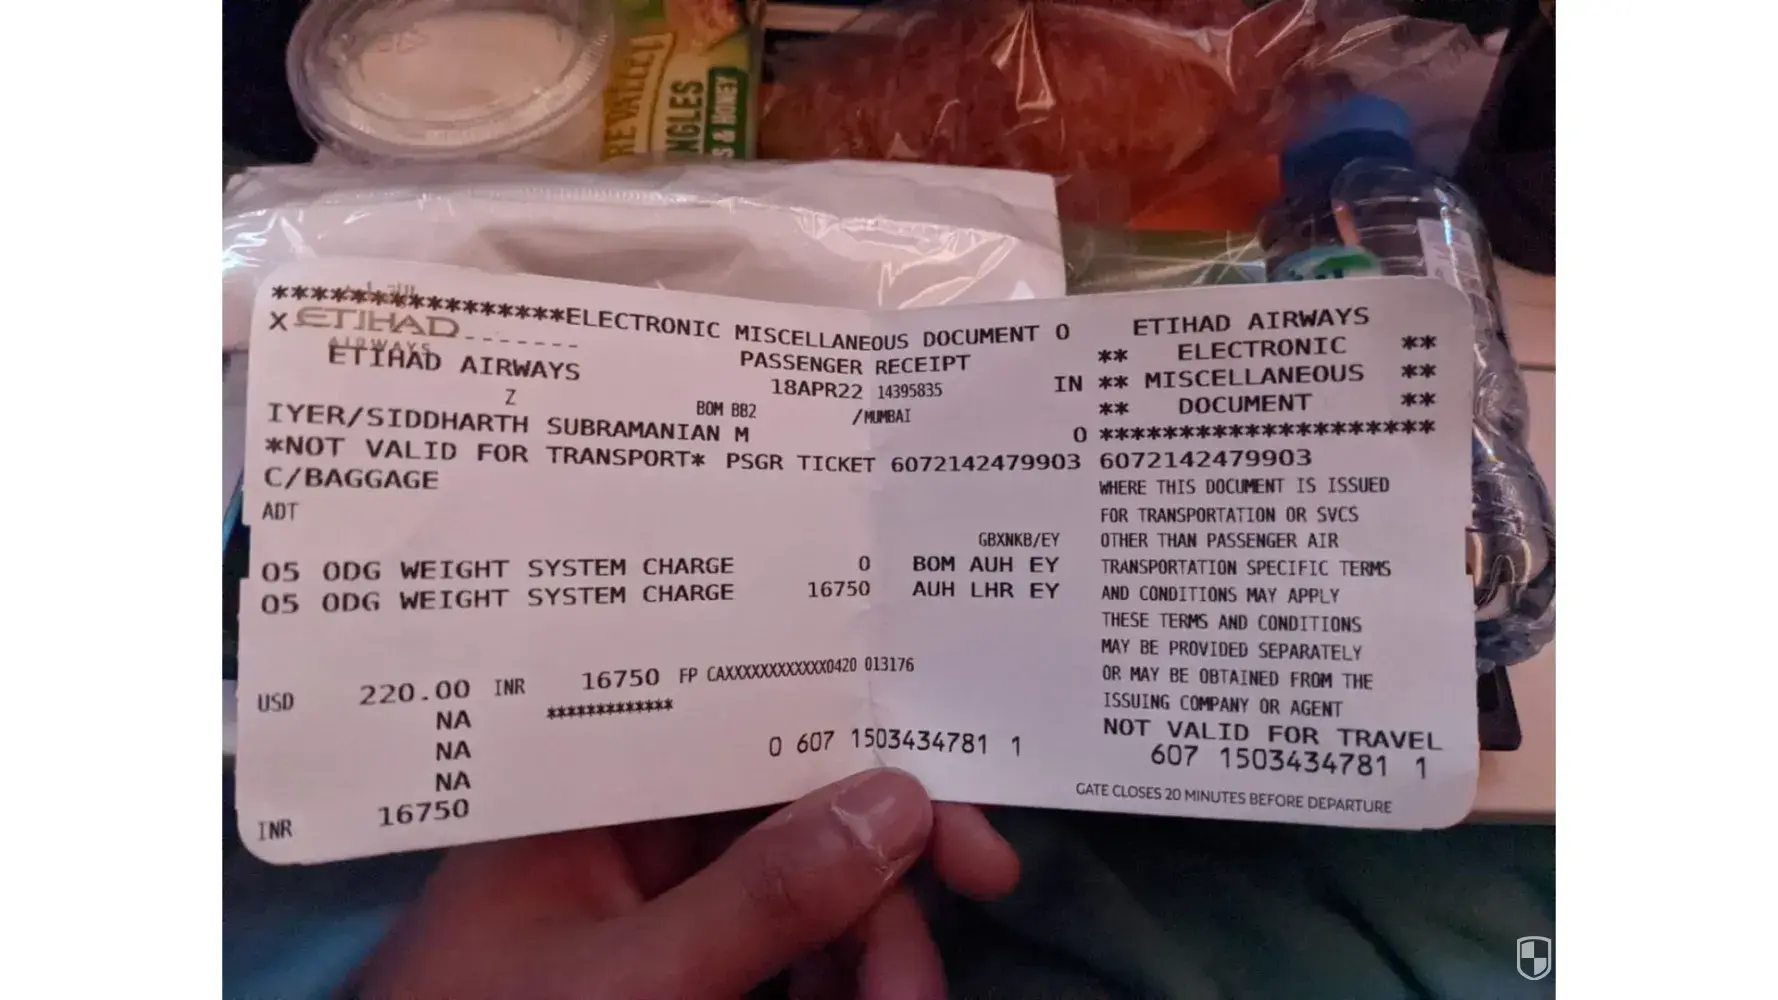 RE VALLEY
NGLES
S & HONEY
****************ELECTRONIC MISCELLANEOUS DOCUMENT 0
X ETIHAD --------
AIRWAYS
ETIHAD AIRWAYS
PASSENGER RECEIPT
18APR22 14395835 IN
Z
BOM BB2 /MUMBAI
IYER/SIDDHARTH SUBRAMANIAN M 0
*NOT VALID FOR TRANSPORT* PSGR TICKET 6072142479903
C/BAGGAGE
ADT
GBXNKB/EY
05 ODG WEIGHT SYSTEM CHARGE 0 BOM AUH EY
05 ODG WEIGHT SYSTEM CHARGE 16750 AUH LHR EY
USD 220.00 INR 16750 FP CAXXXXXXXXXXXX0420 013176
NA *************
NA
NA
0 607 1503434781 1
INR 16750
ETIHAD AIRWAYS
** ELECTRONIC **
** MISCELLANEOUS **
** DOCUMENT **
********************
6072142479903
WHERE THIS DOCUMENT IS ISSUED
FOR TRANSPORTATION OR SVCS
OTHER THAN PASSENGER AIR
TRANSPORTATION SPECIFIC TERMS
AND CONDITIONS MAY APPLY
THESE TERMS AND CONDITIONS
MAY BE PROVIDED SEPARATELY
OR MAY BE OBTAINED FROM THE
ISSUING COMPANY OR AGENT
NOT VALID FOR TRAVEL
607 1503434781 1
GATE CLOSES 20 MINUTES BEFORE DEPARTURE